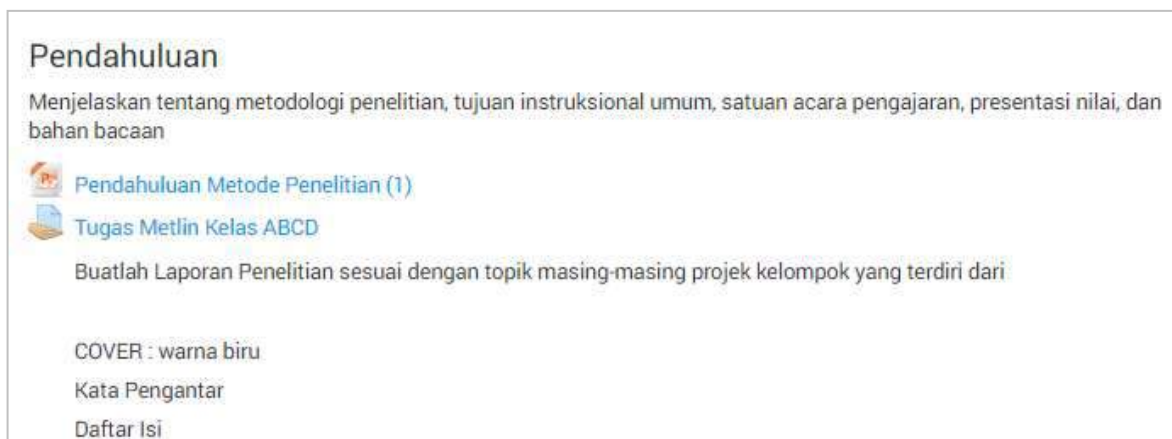 Pendahuluan
Menjelaskan tentang metodologi penelitian, tujuan instruksional umum, satuan acara pengajaran, presentasi nilai, dan
bahan bacaan
Pendahuluan Metode Penelitian (1)
Tugas Metlin Kelas ABCD
Buatlah Laporan Penelitian sesuai dengan topik masing-masing projek kelompok yang terdiri dari
COVER : warna biru
Kata Pengantar
Daftar Isi